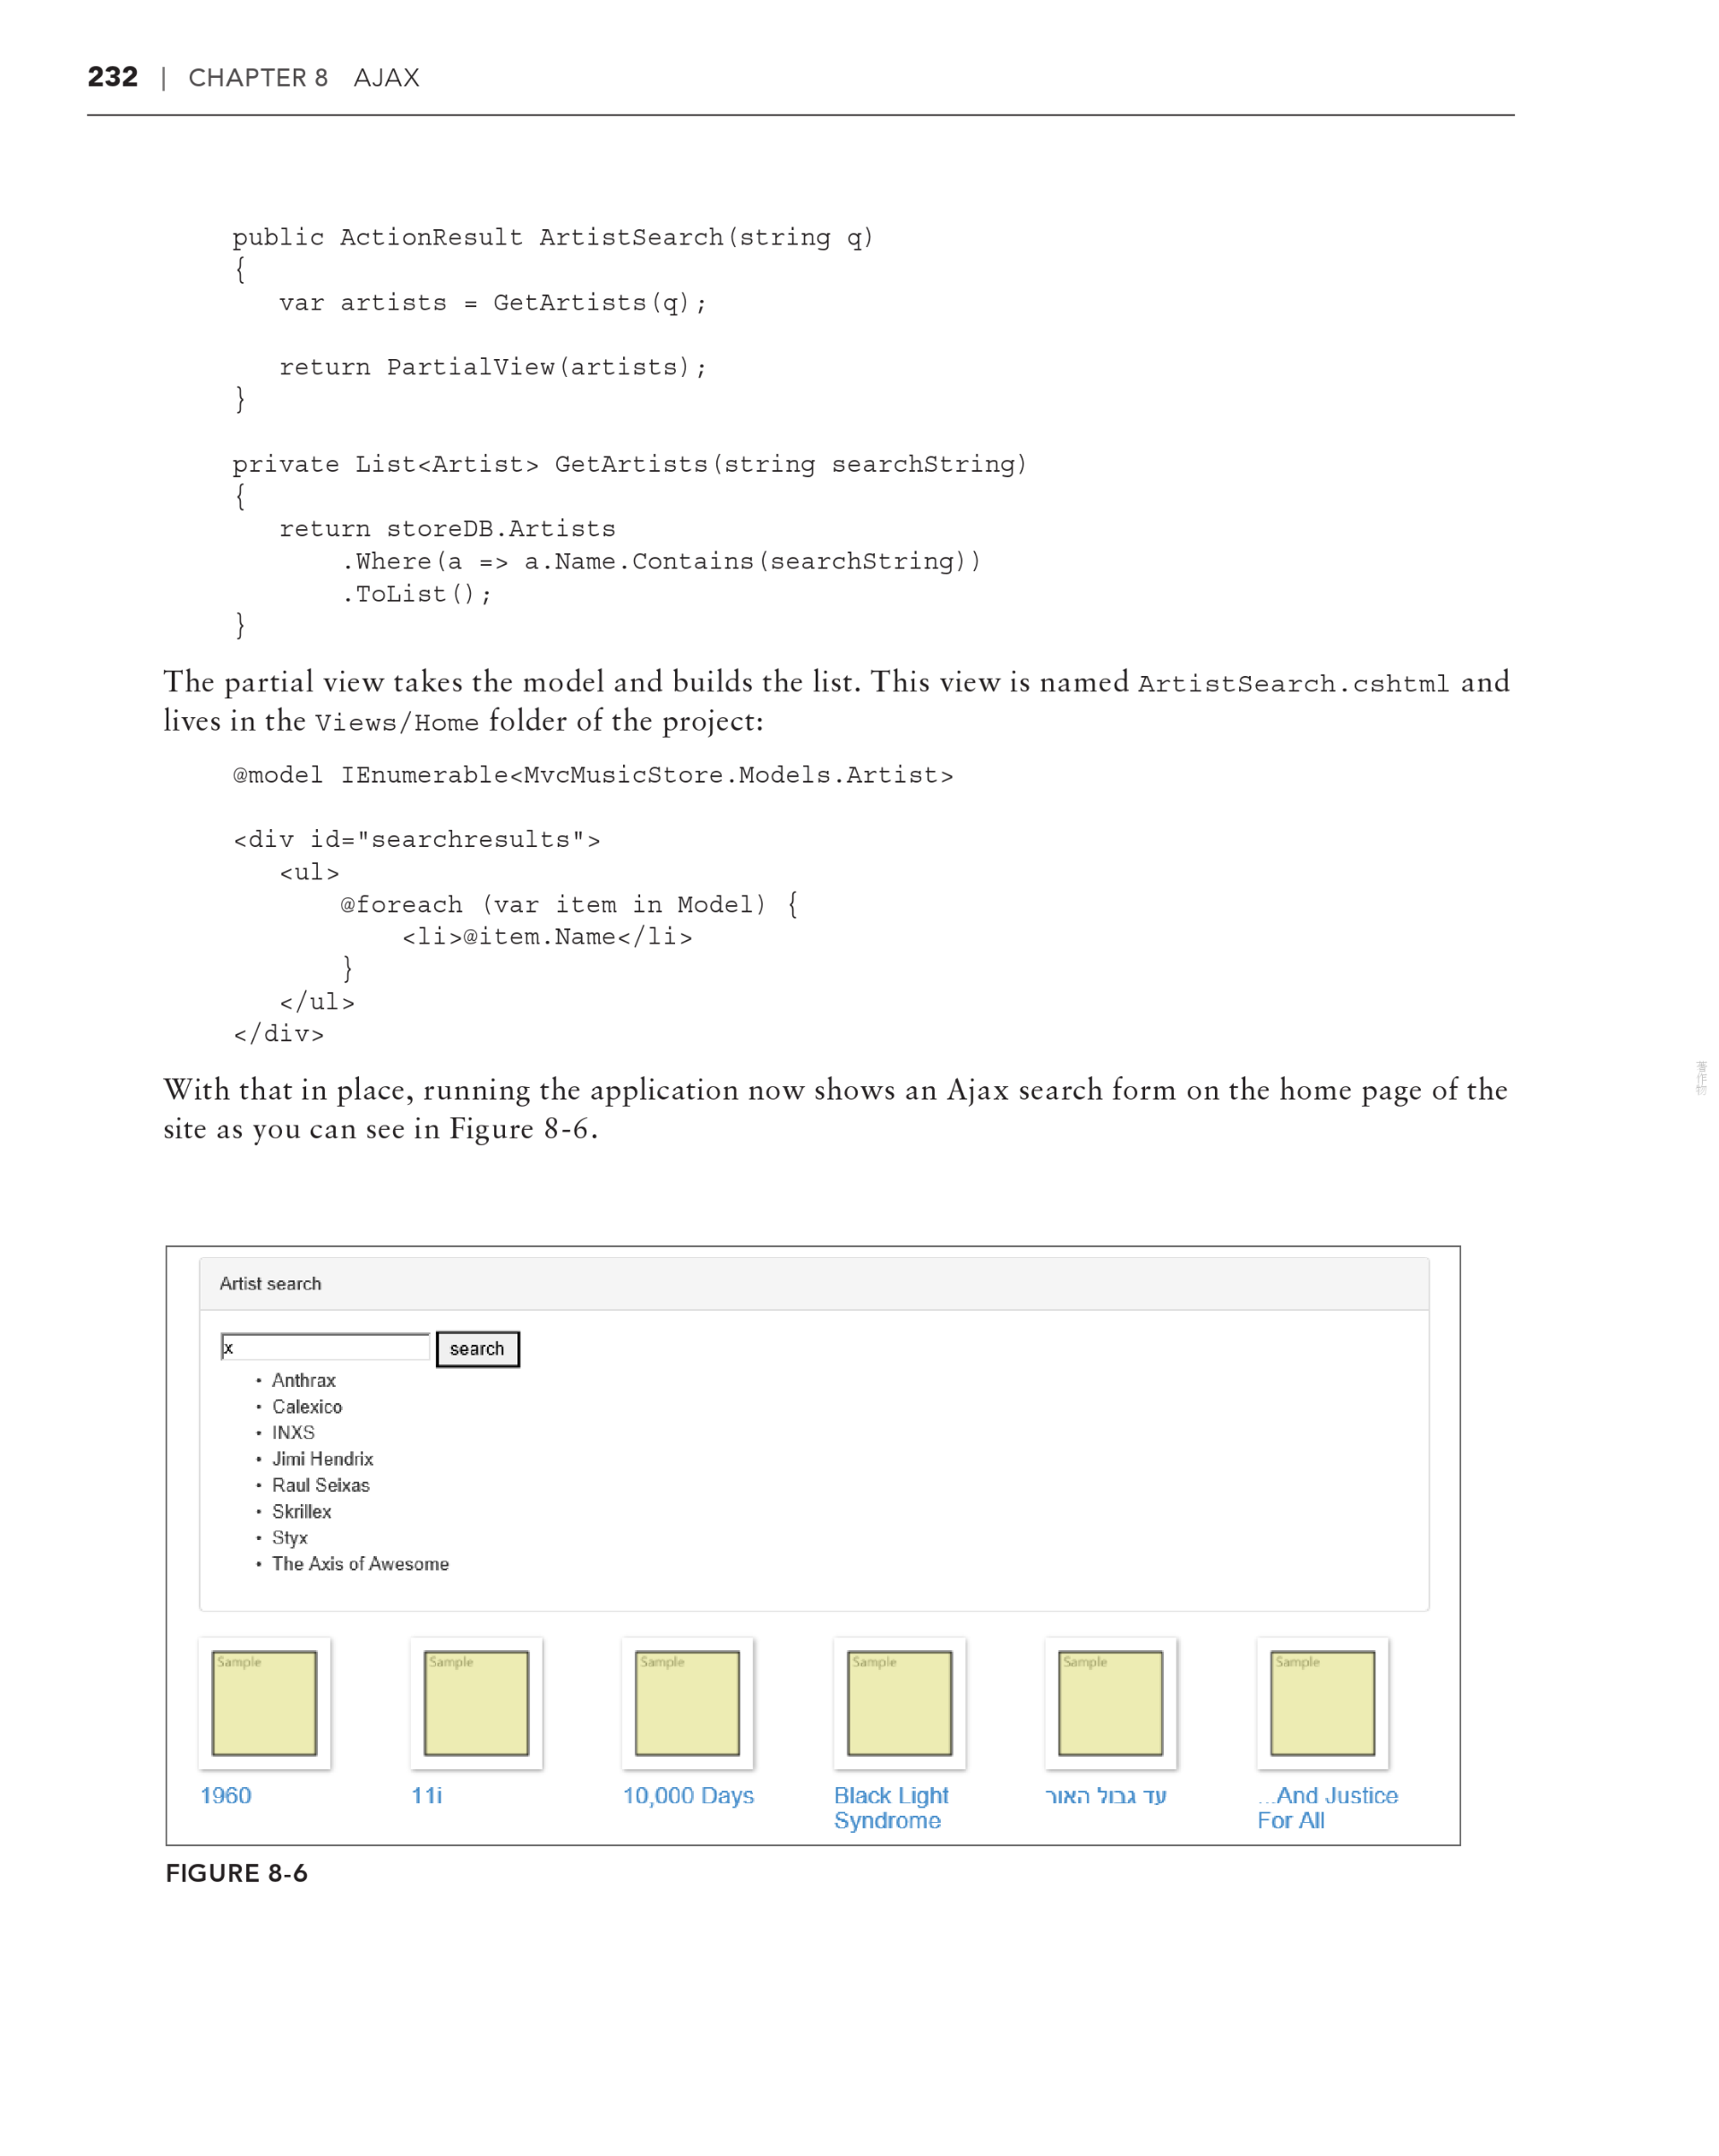 232 | CHAPTER 8 AJAX
public ActionResult ArtistSearch(string q)
{
   var artists = GetArtists(q);
   return PartialView(artists);
}
private List<Artist> GetArtists(string searchString)
{
   return storeDB.Artists
       .Where(a => a.Name.Contains(searchString))
       .ToList();
}
The partial view takes the model and builds the list. This view is named ArtistSearch.cshtml and
lives in the Views/Home folder of the project:
@model IEnumerable<MvcMusicStore.Models.Artist>
<div id="searchresults">
   <ul>
       @foreach (var item in Model) {
           <li>@item.Name</li>
       }
   </ul>
</div>
著作物
With that in place, running the application now shows an Ajax search form on the home page of the
site as you can see in Figure 8-6.
Artist search
x search
• Anthrax
• Calexico
• INXS
• Jimi Hendrix
• Raul Seixas
• Skrillex
• Styx
• The Axis of Awesome
Sample Sample Sample Sample Sample Sample
1960 11i 10,000 Days Black Light עד גבול האור ...And Justice
Syndrome For All
FIGURE 8-6